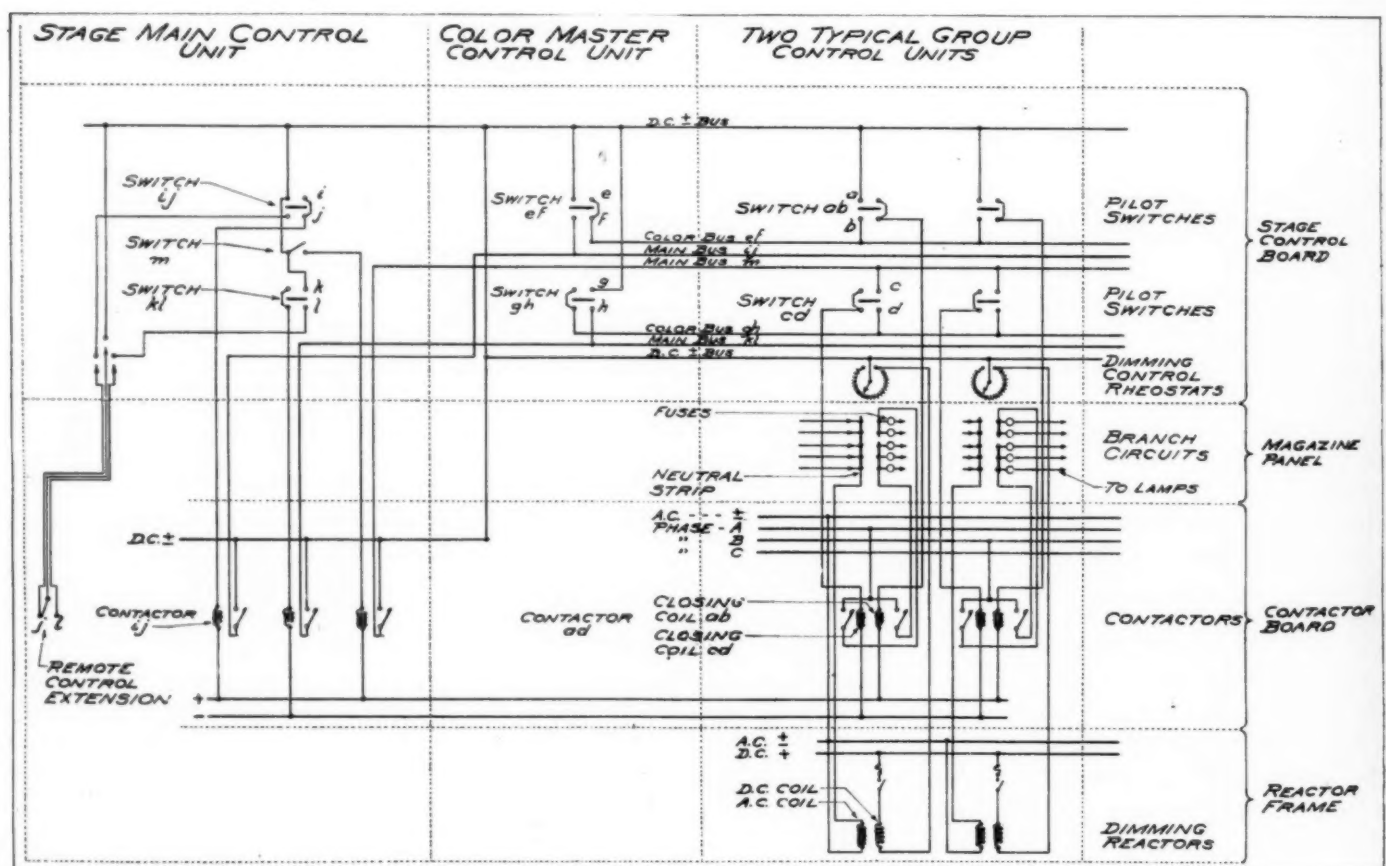 STAGE MAIN CONTROL
UNIT
COLOR MASTER
CONTROL UNIT
TWO TYPICAL GROUP
CONTROL UNITS
D.C. ± BUS
SWITCH
ij
i
j
SWITCH
ef
e
f
SWITCH ab
a
b
PILOT
SWITCHES
STAGE
CONTROL
BOARD
COLOR BUS ef
MAIN BUS ij
MAIN BUS m
SWITCH
m
SWITCH
kl
k
l
SWITCH
gh
g
h
SWITCH
cd
c
d
PILOT
SWITCHES
COLOR BUS gh
MAIN BUS kl
D.C. ± BUS
DIMMING
CONTROL
RHEOSTATS
FUSES
NEUTRAL
STRIP
BRANCH
CIRCUITS
TO LAMPS
MAGAZINE
PANEL
D.C. ±
A.C. --- ±
PHASE - A
" B
" C
j
l
CONTACTOR
ij
CONTACTOR
ad
CLOSING
COIL ab
CLOSING
COIL cd
CONTACTORS
CONTACTOR
BOARD
REMOTE
CONTROL
EXTENSION
+
-
A.C. ±
D.C. +
D.C. COIL
A.C. COIL
DIMMING
REACTORS
REACTOR
FRAME